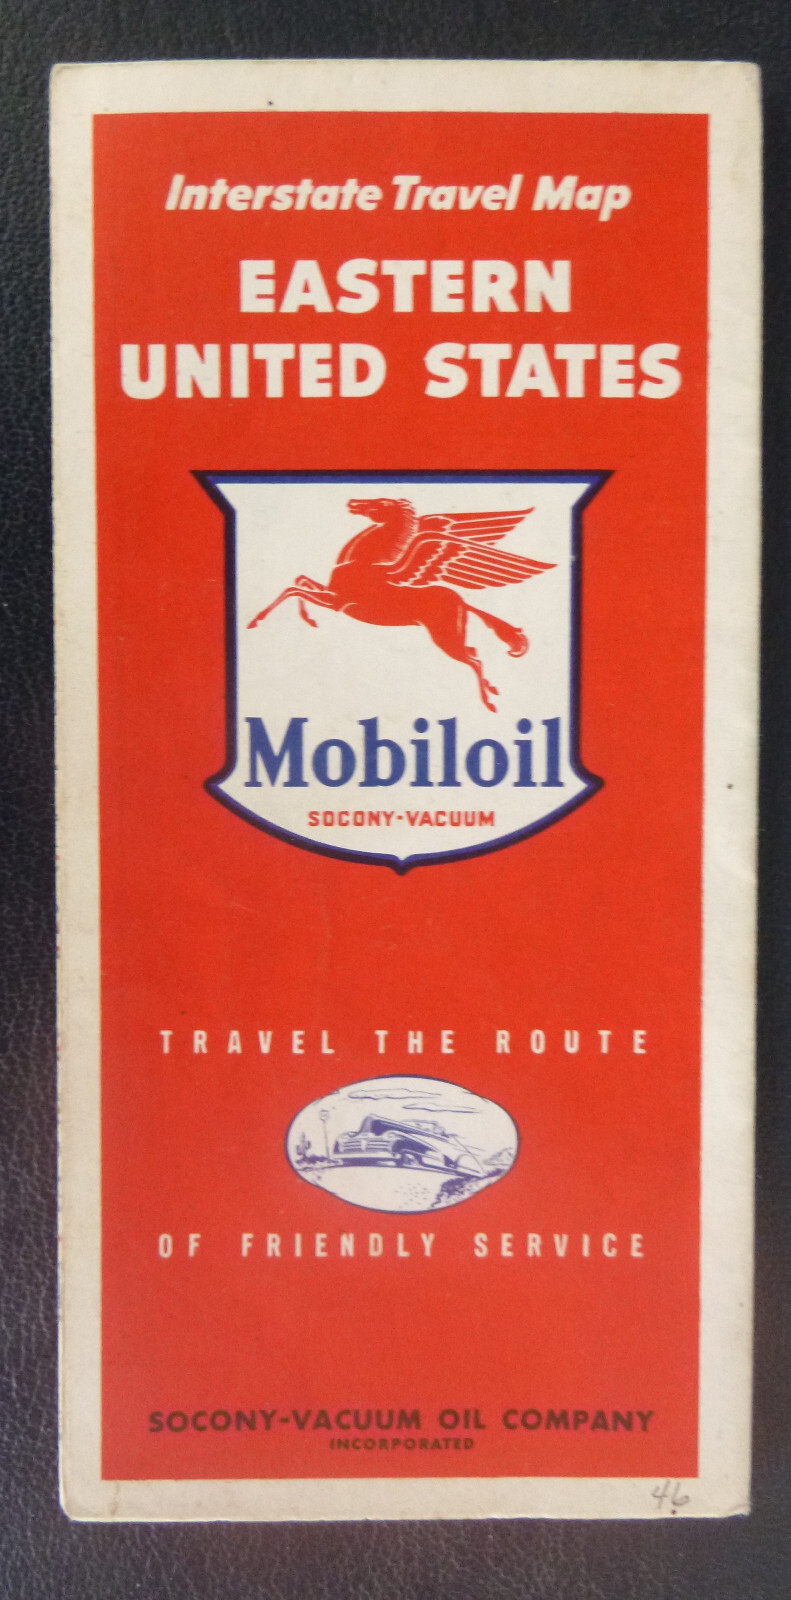 Interstate Travel Map
EASTERN
UNITED STATES
Mobiloil
SOCONY-VACUUM
TRAVEL THE ROUTE
OF FRIENDLY SERVICE
SOCONY-VACUUM OIL COMPANY
INCORPORATED
46